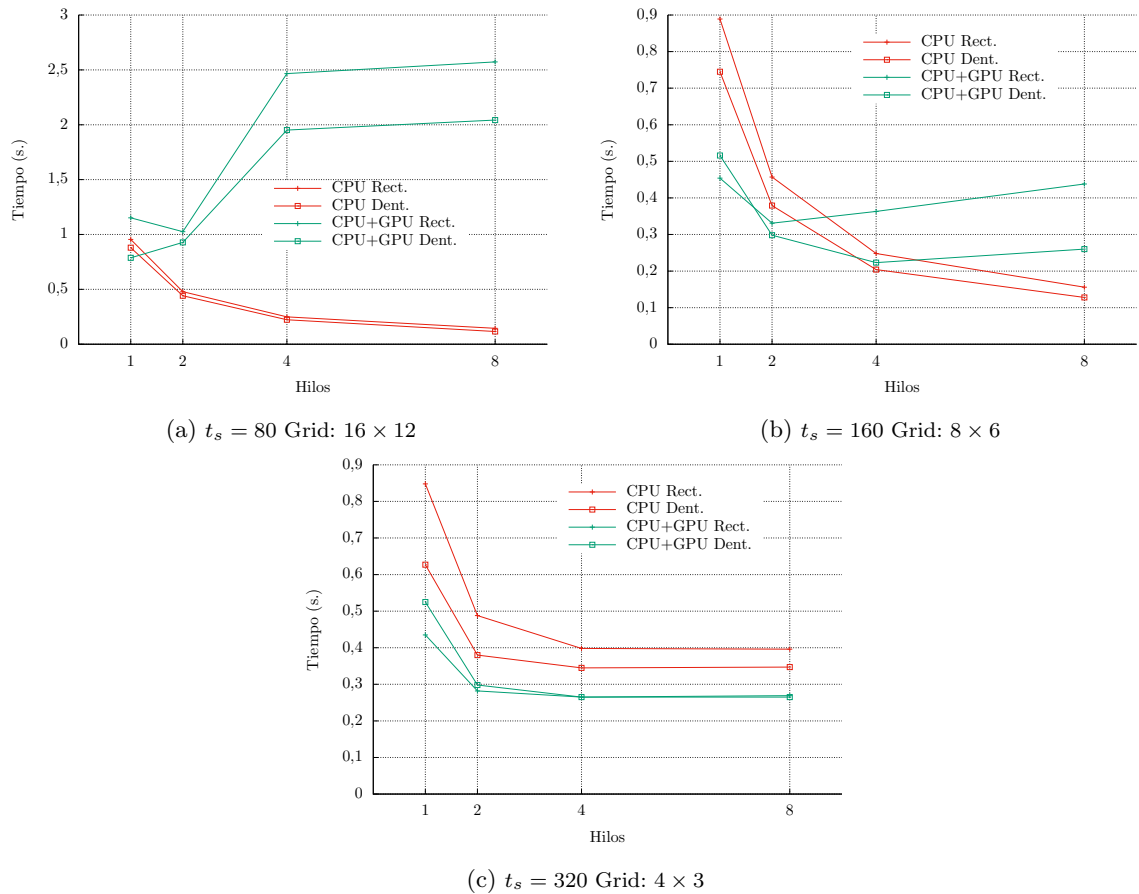 3
2,5
2
1,5
1
0,5
0
Tiempo (s.)
CPU Rect.
CPU Dent.
CPU+GPU Rect.
CPU+GPU Dent.
1 2 4 8
Hilos
(a) t_s = 80 Grid: 16 × 12
0,9
0,8
0,7
0,6
0,5
0,4
0,3
0,2
0,1
0
Tiempo (s.)
CPU Rect.
CPU Dent.
CPU+GPU Rect.
CPU+GPU Dent.
1 2 4 8
Hilos
(b) t_s = 160 Grid: 8 × 6
0,9
0,8
0,7
0,6
0,5
0,4
0,3
0,2
0,1
0
Tiempo (s.)
CPU Rect.
CPU Dent.
CPU+GPU Rect.
CPU+GPU Dent.
1 2 4 8
Hilos
(c) t_s = 320 Grid: 4 × 3